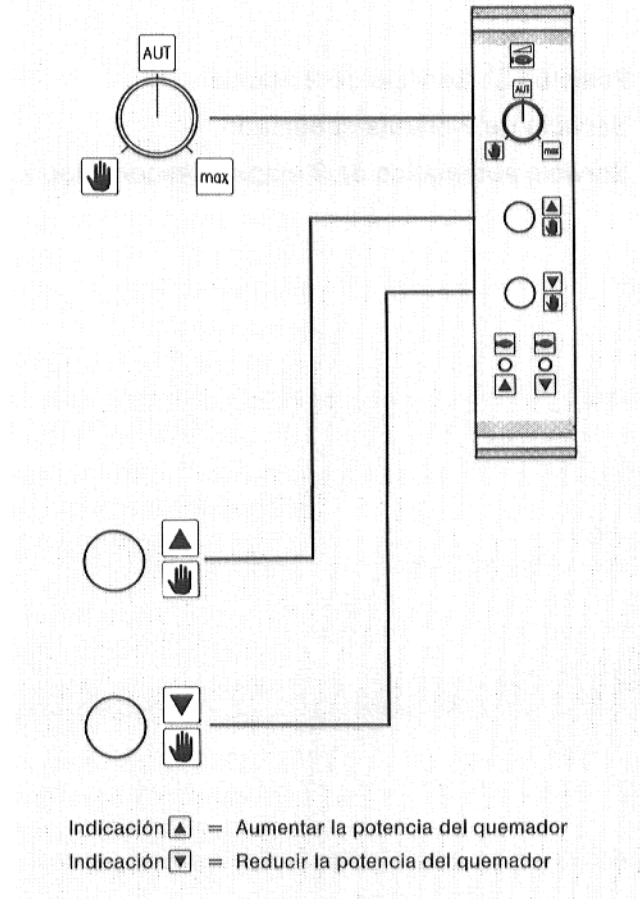 AUT
max
AUT
max
Indicación ▲ = Aumentar la potencia del quemador
Indicación ▼ = Reducir la potencia del quemador